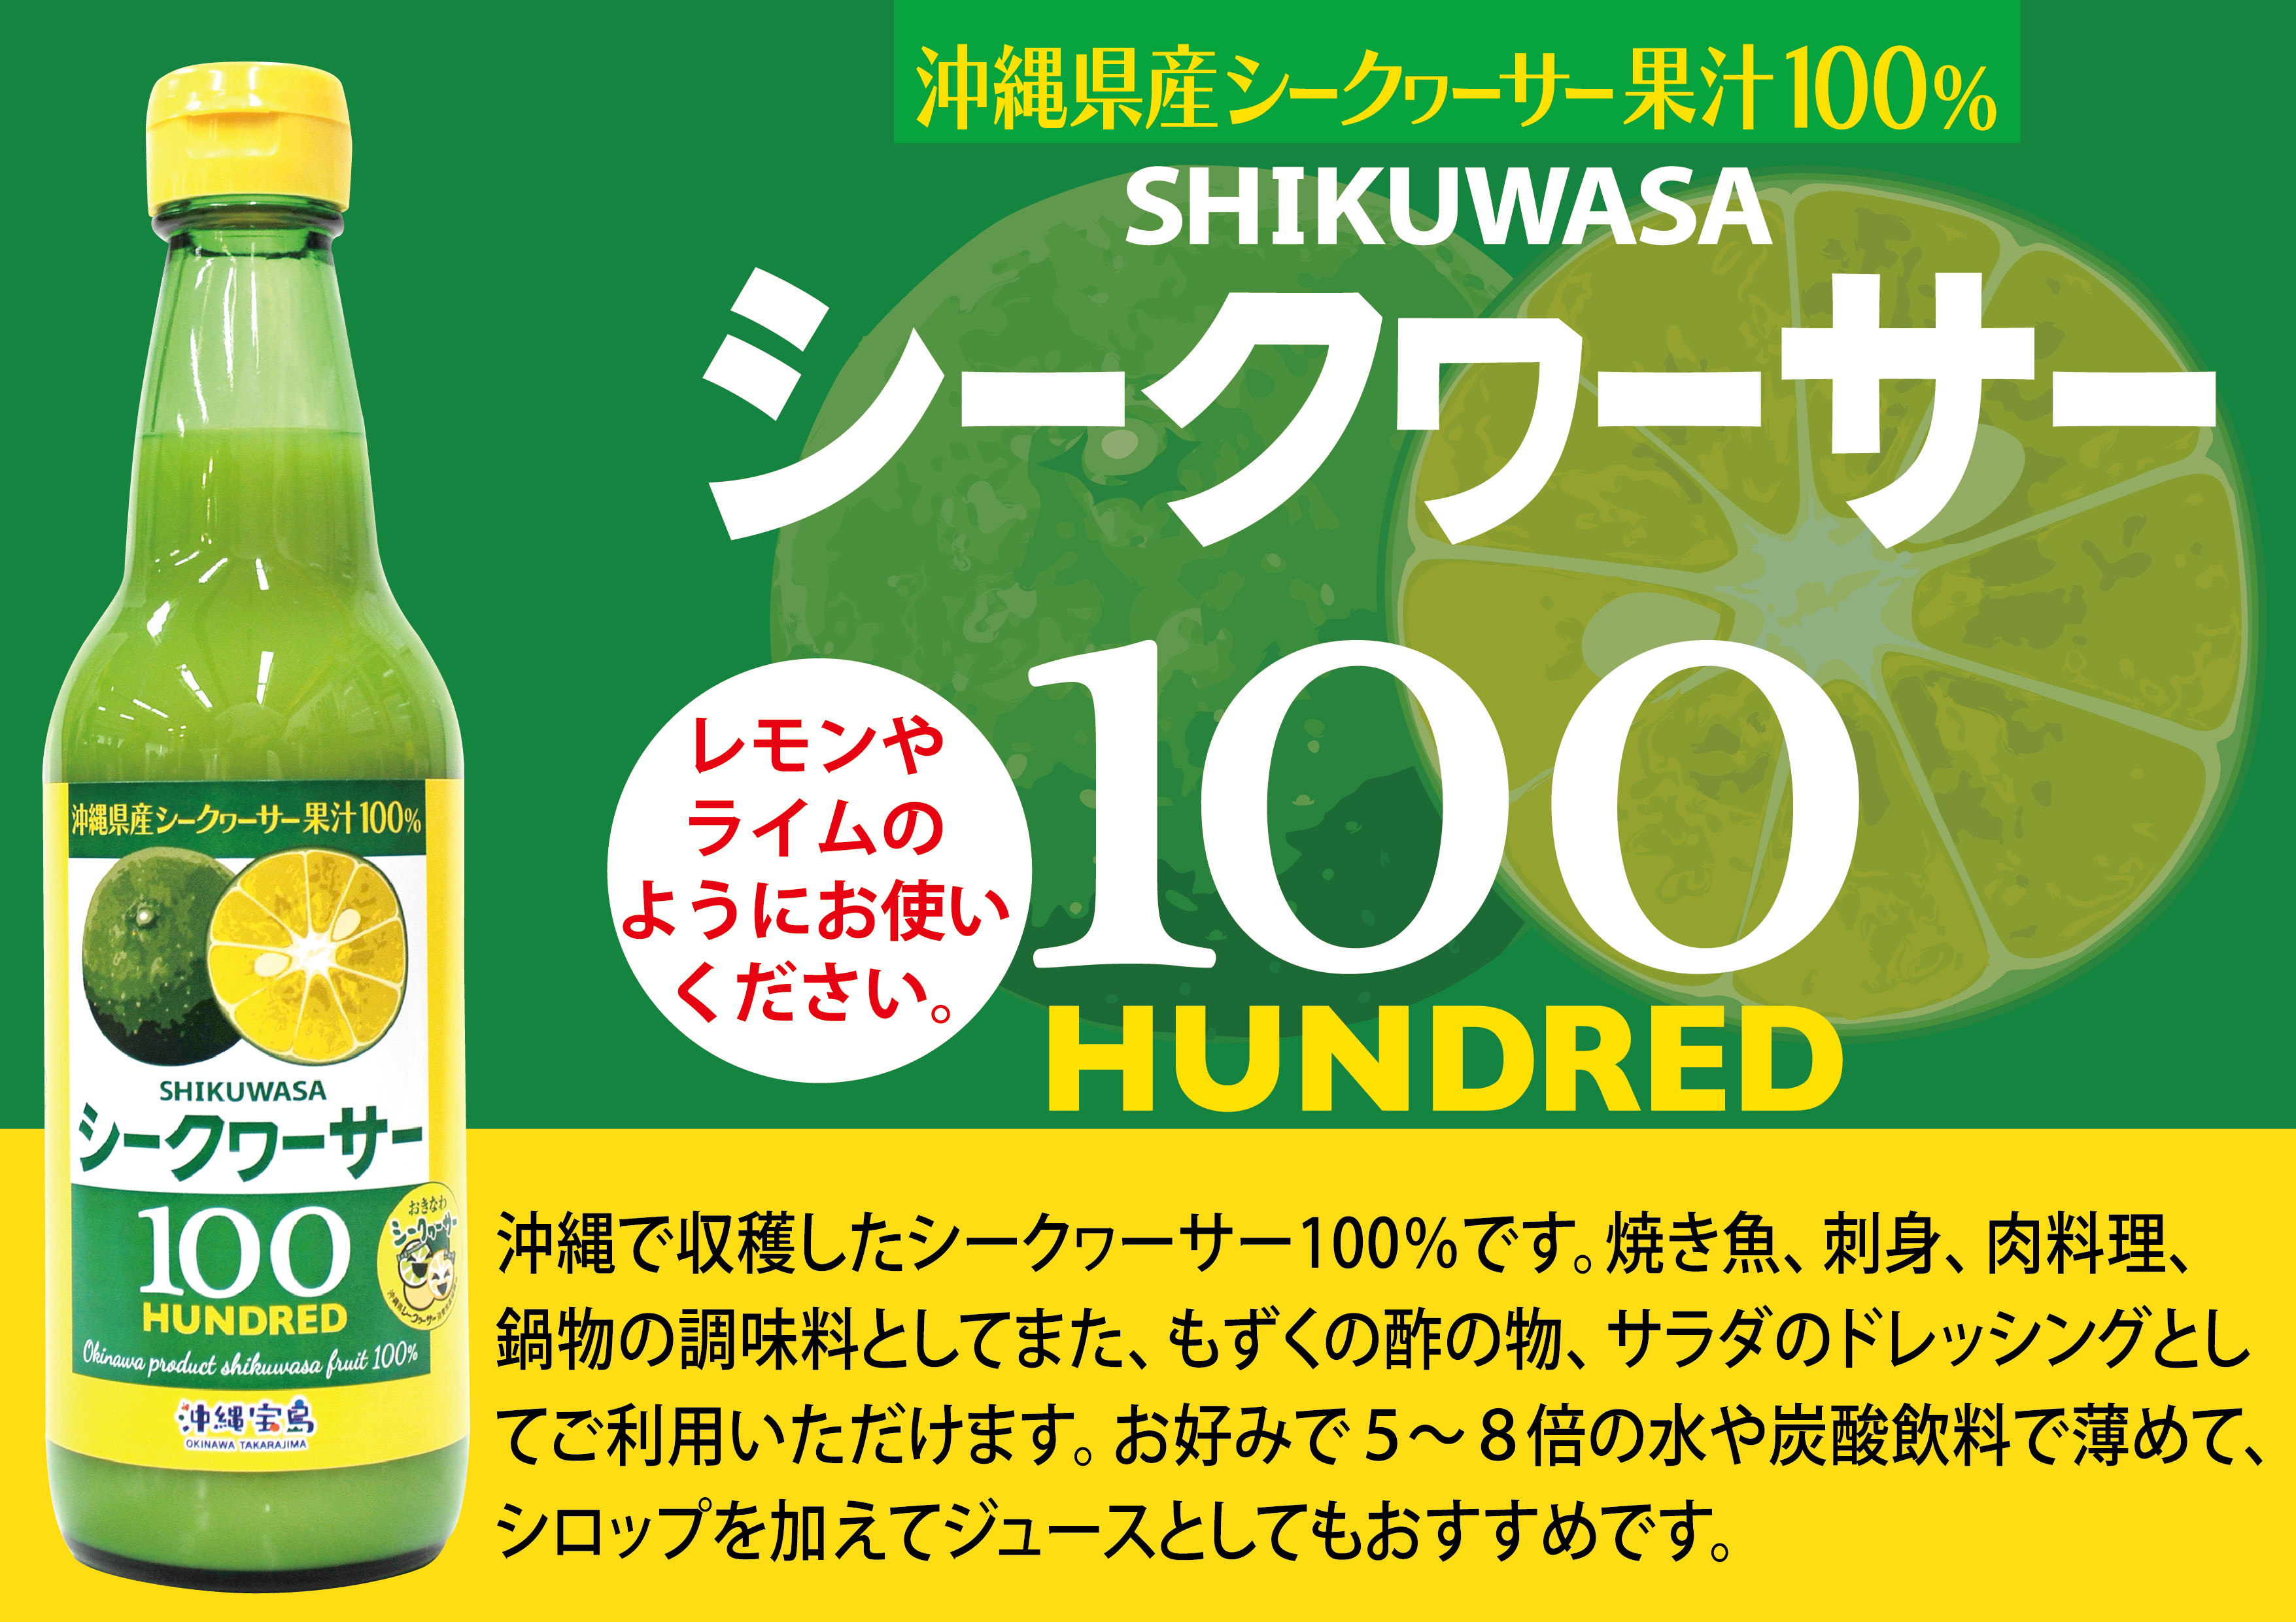 沖縄県産シークヮーサー果汁100%
SHIKUWASA
シークヮーサー
100
HUNDRED
レモンや
ライムの
ようにお使い
ください。
沖縄県産シークヮーサー果汁100%
SHIKUWASA
シークヮーサー
100
HUNDRED
Okinawa product shikuwasa fruit 100%
おきなわ
シークヮーサー
沖縄宝島
OKINAWA TAKARAJIMA
沖縄で収穫したシークヮーサー100%です。焼き魚、刺身、肉料理、
鍋物の調味料としてまた、もずくの酢の物、サラダのドレッシングとし
てご利用いただけます。お好みで5〜8倍の水や炭酸飲料で薄めて、
シロップを加えてジュースとしてもおすすめです。